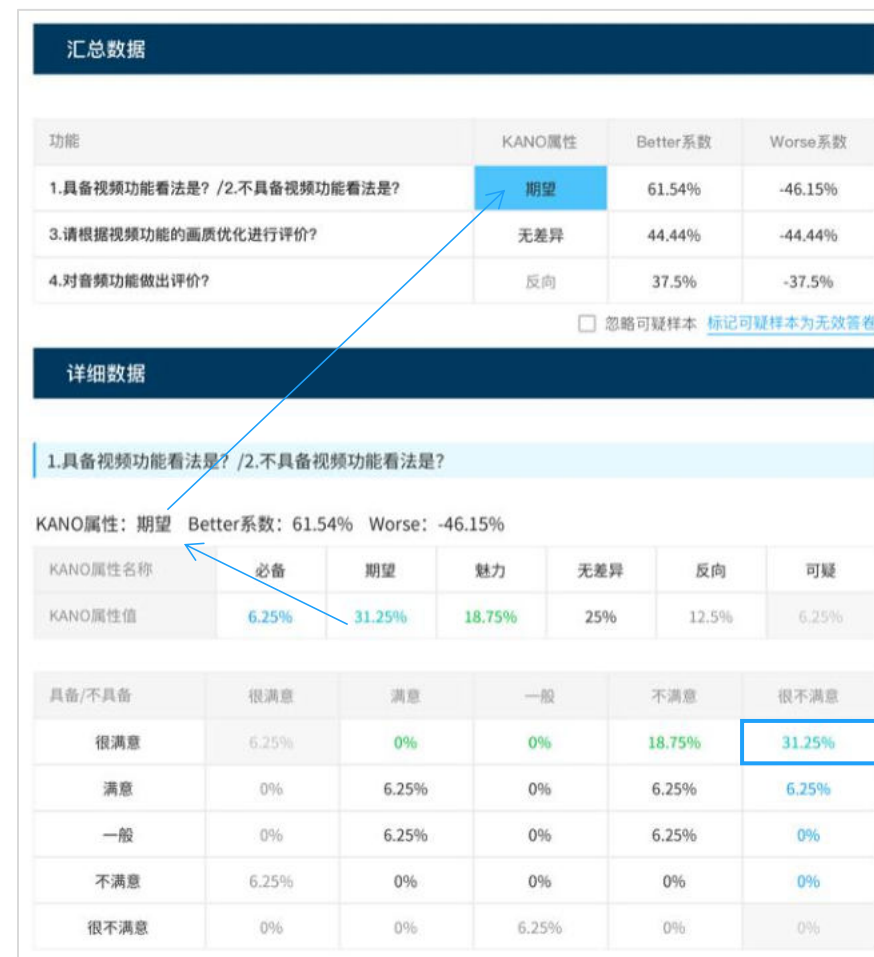 汇总数据
功能 KANO属性 Better系数 Worse系数
1.具备视频功能看法是? /2.不具备视频功能看法是? 期望 61.54% -46.15%
3.请根据视频功能的画质优化进行评价? 无差异 44.44% -44.44%
4.对音频功能做出评价? 反向 37.5% -37.5%
忽略可疑样本 标记可疑样本为无效答卷
详细数据
1.具备视频功能看法是? /2.不具备视频功能看法是?
KANO属性: 期望 Better系数: 61.54% Worse: -46.15%
KANO属性名称 必备 期望 魅力 无差异 反向 可疑
KANO属性值 6.25% 31.25% 18.75% 25% 12.5% 6.25%
具备/不具备 很满意 满意 一般 不满意 很不满意
很满意 6.25% 0% 0% 18.75% 31.25%
满意 0% 6.25% 0% 6.25% 6.25%
一般 0% 6.25% 0% 6.25% 0%
不满意 6.25% 0% 0% 0% 0%
很不满意 0% 0% 6.25% 0% 0%